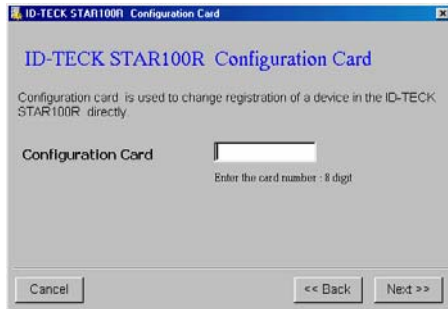 ID-TECK STAR100R Configuration Card
ID-TECK STAR100R Configuration Card
Configuration card is used to change registration of a device in the ID-TECK
STAR100R directly.
Configuration Card
Enter the card number : 8 digit
Cancel
<< Back
Next >>